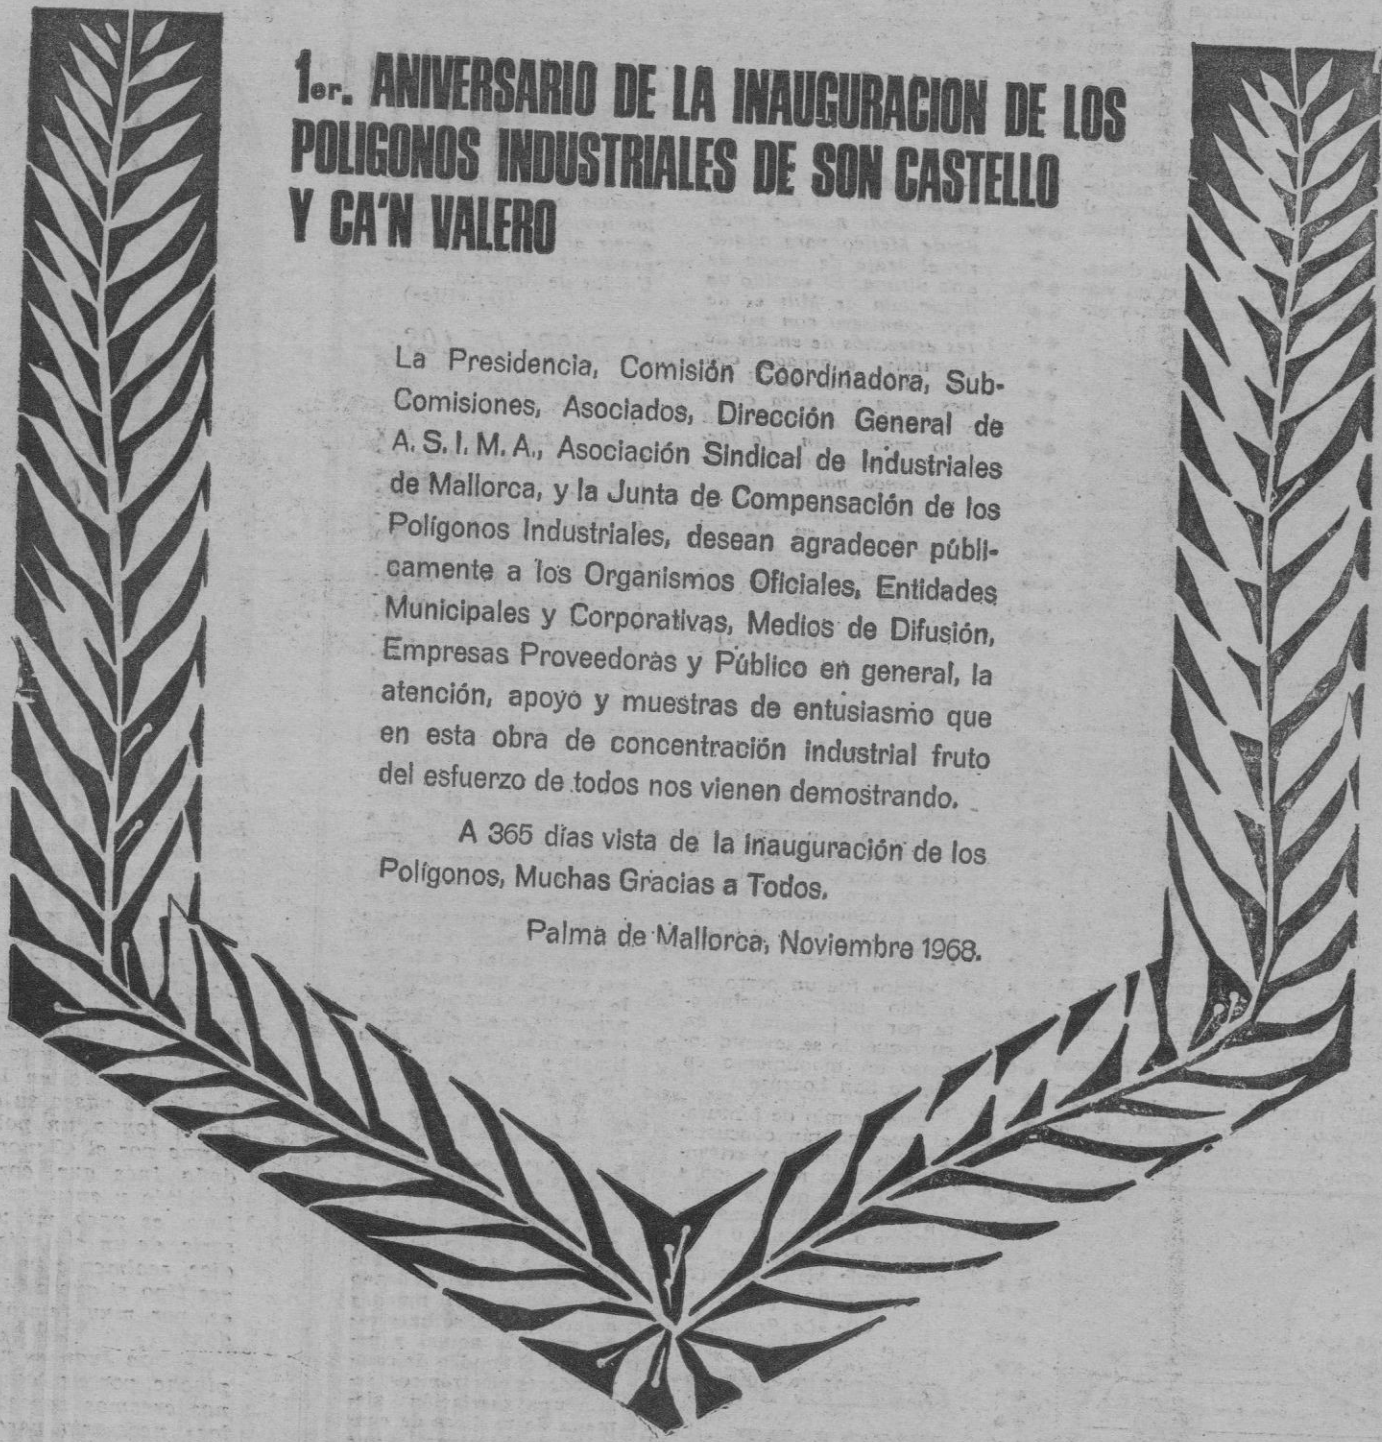 1er. ANIVERSARIO DE LA INAUGURACION DE LOS
POLIGONOS INDUSTRIALES DE SON CASTELLO
Y CA'N VALERO
La Presidencia, Comisión Coordinadora, Sub-
Comisiones, Asociados, Dirección General de
A. S. I. M. A., Asociación Sindical de Industriales
de Mallorca, y la Junta de Compensación de los
Polígonos Industriales, desean agradecer públi-
camente a los Organismos Oficiales, Entidades
Municipales y Corporativas, Medios de Difusión,
Empresas Proveedoras y Público en general, la
atención, apoyo y muestras de entusiasmo que
en esta obra de concentración industrial fruto
del esfuerzo de todos nos vienen demostrando.
A 365 días vista de la inauguración de los
Polígonos, Muchas Gracias a Todos.
Palma de Mallorca, Noviembre 1968.